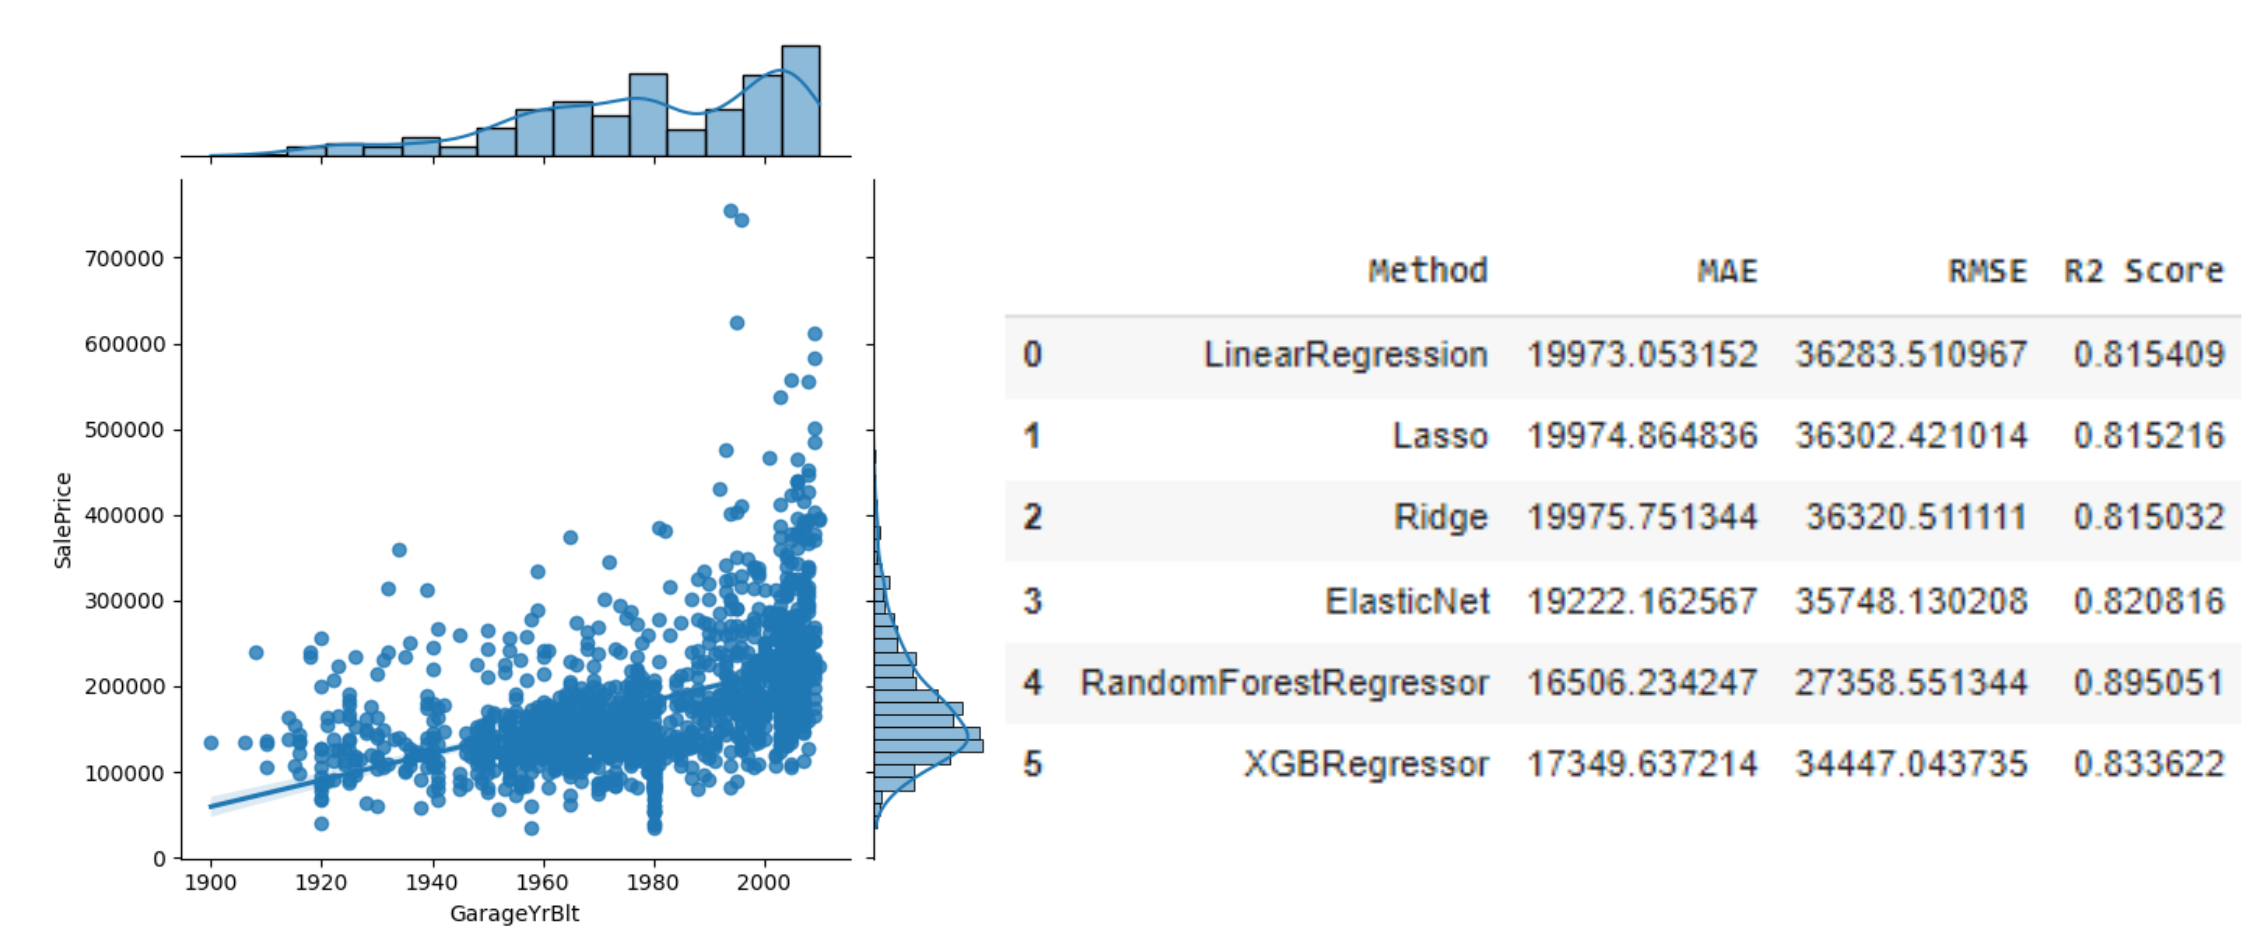 700000
600000
500000
400000
300000
200000
100000
0
SalePrice
1900 1920 1940 1960 1980 2000
GarageYrBlt
Method MAE RMSE R2 Score
0 LinearRegression 19973.053152 36283.510967 0.815409
1 Lasso 19974.864836 36302.421014 0.815216
2 Ridge 19975.751344 36320.511111 0.815032
3 ElasticNet 19222.162567 35748.130208 0.820816
4 RandomForestRegressor 16506.234247 27358.551344 0.895051
5 XGBRegressor 17349.637214 34447.043735 0.833622